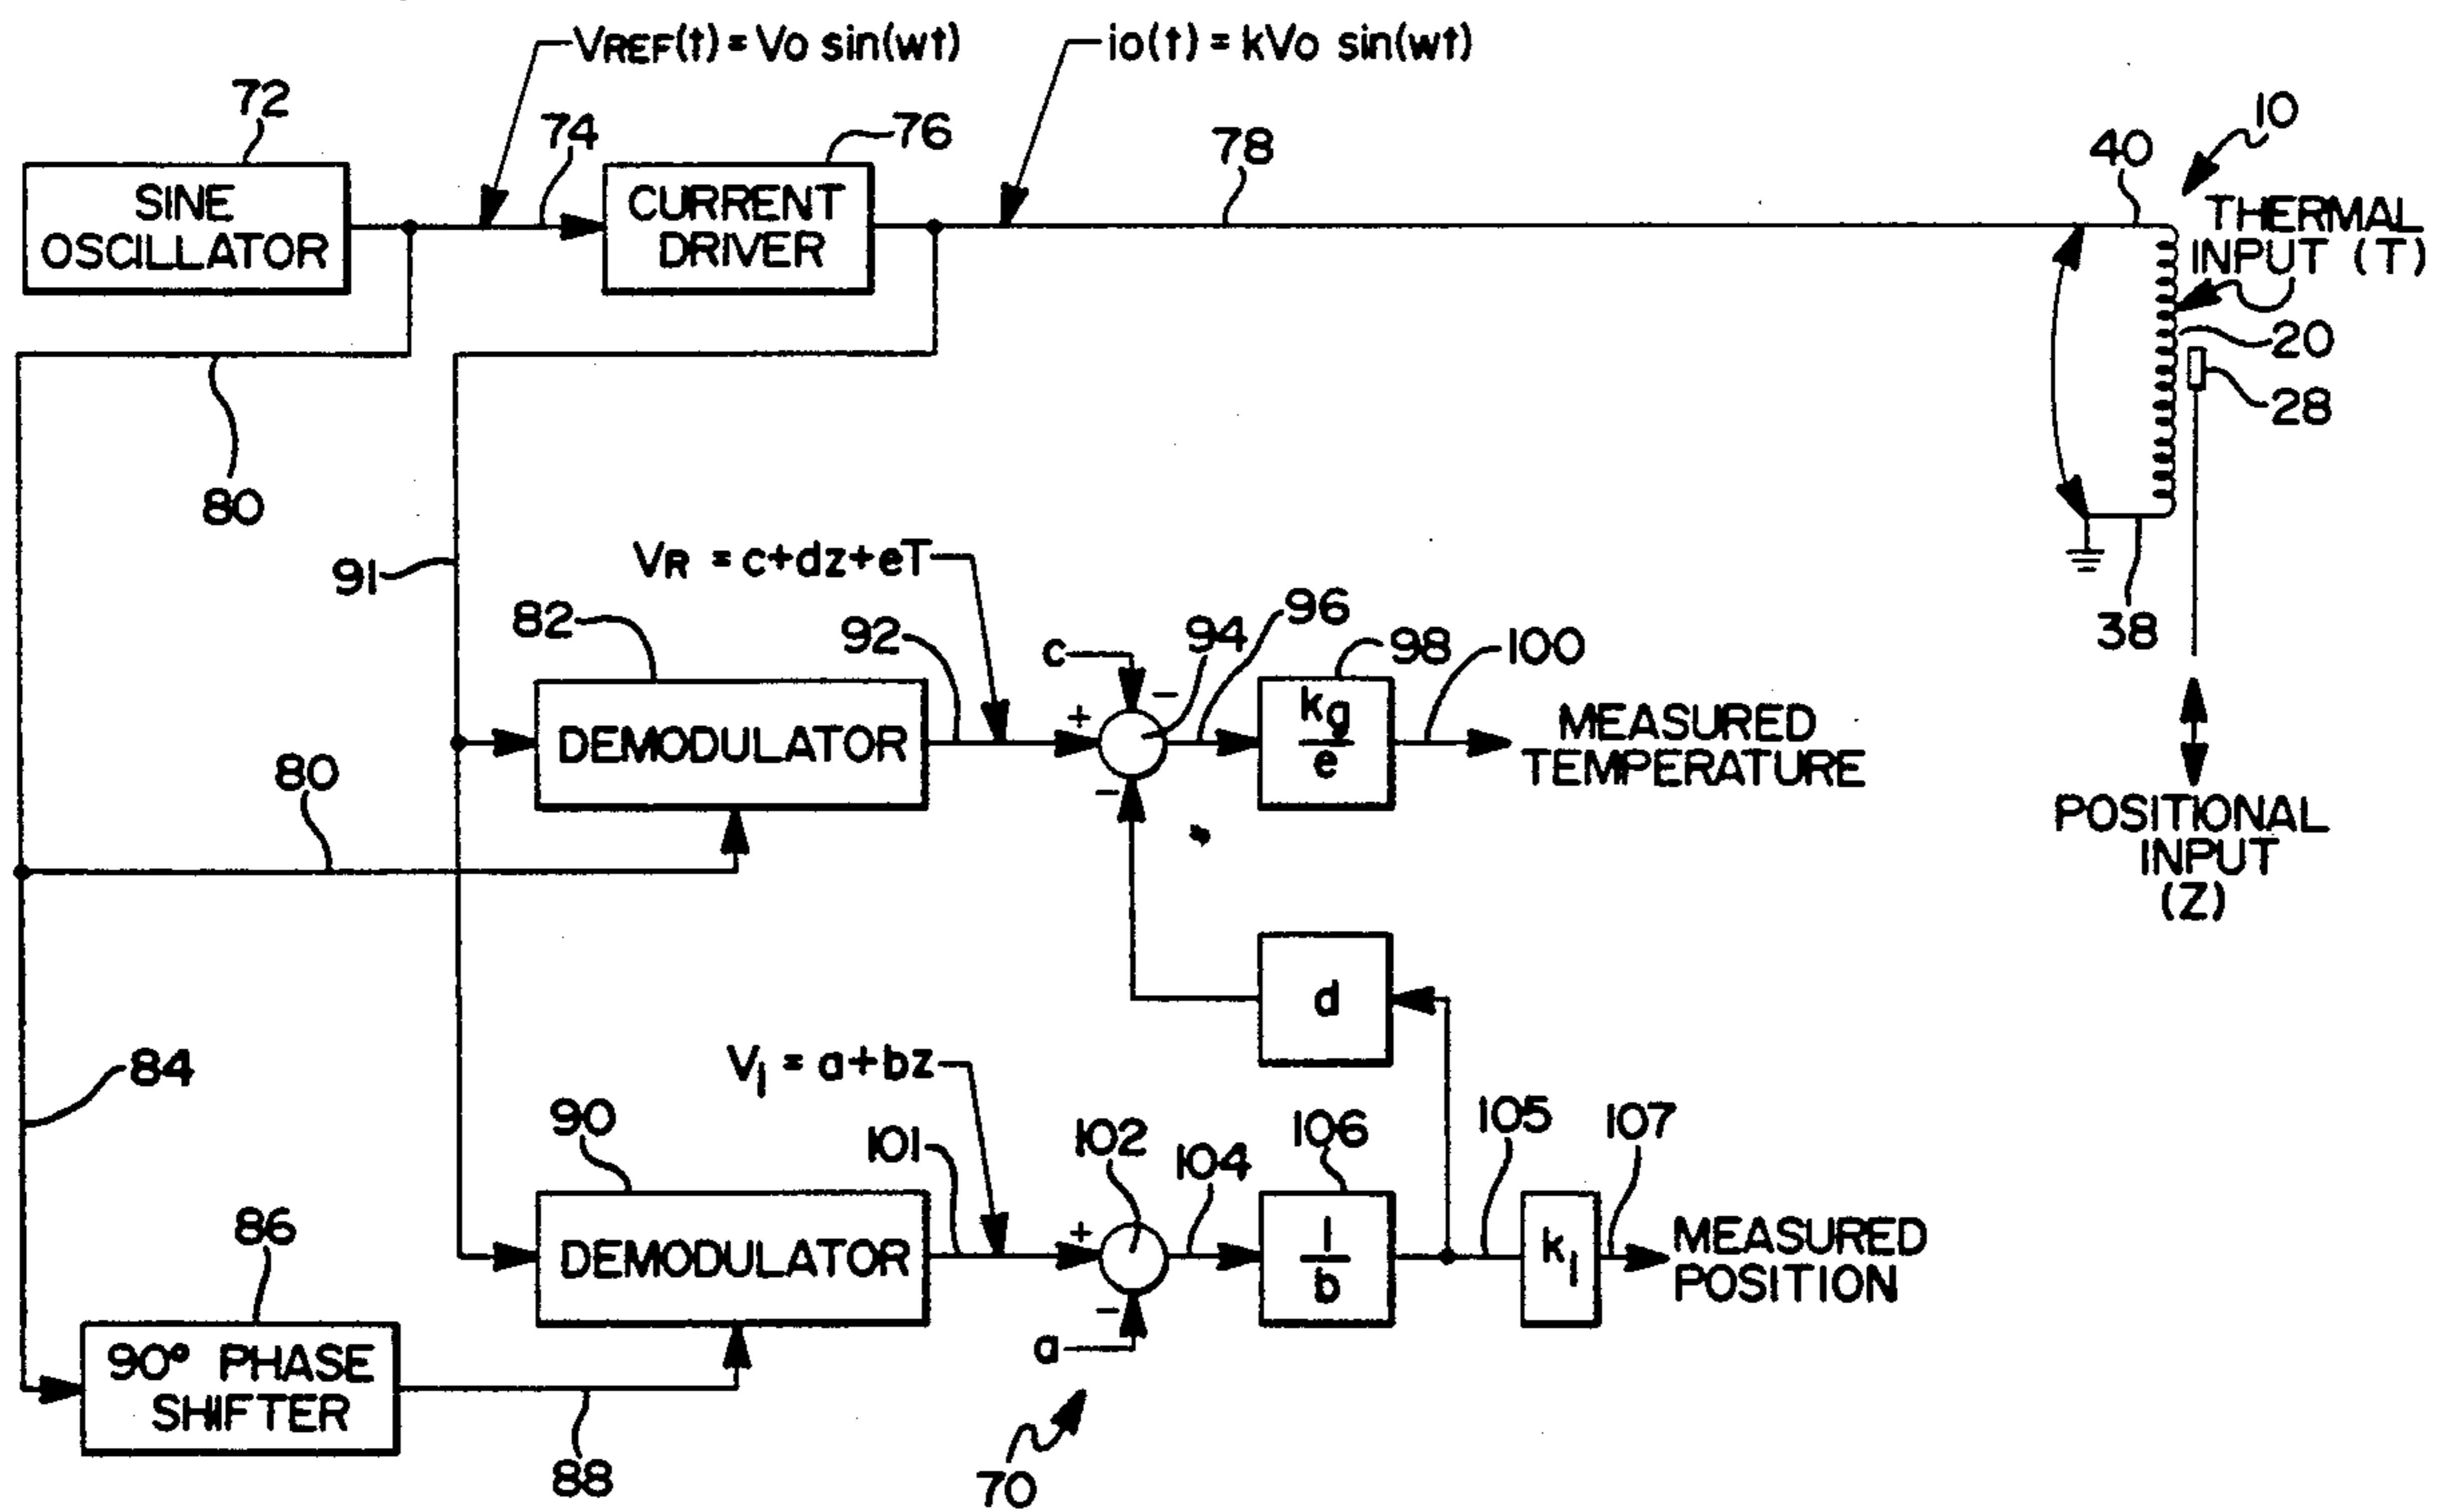 VREF(t) = Vo sin(wt)
io(t) = kVo sin(wt)
72
74
76
78
40
10
SINE
OSCILLATOR
CURRENT
DRIVER
THERMAL
INPUT (T)
20
28
80
91
VR = c+dz+eT
82
92
c
94
96
98
100
38
+
-
-
DEMODULATOR
kg
e
MEASURED
TEMPERATURE
80
POSITIONAL
INPUT
(Z)
d
84
V1 = a+bz
90
101
102
104
106
105
107
86
+
-
DEMODULATOR
1
b
k1
MEASURED
POSITION
a
90° PHASE
SHIFTER
88
70